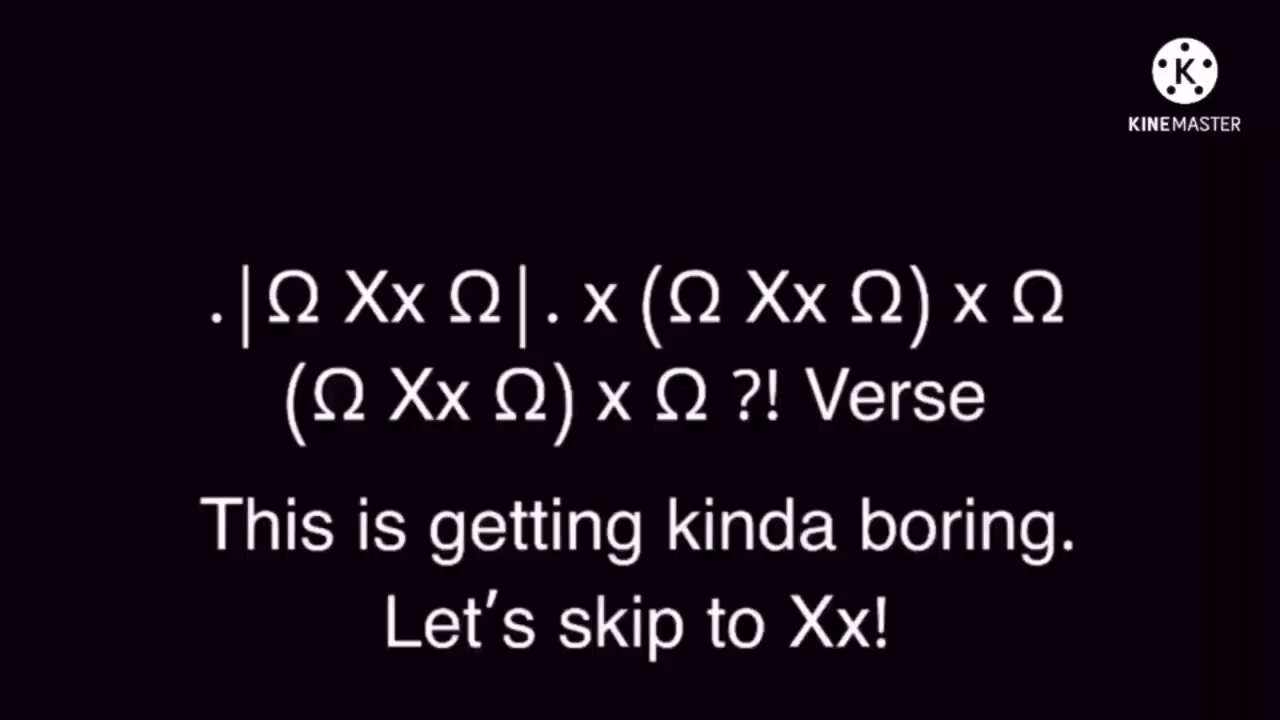 K
KINEMASTER
.|Ω Xx Ω|. x (Ω Xx Ω) x Ω
(Ω Xx Ω) x Ω ?! Verse
This is getting kinda boring.
Let's skip to Xx!